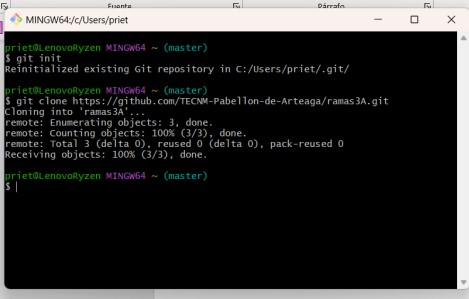 Fuente
Párrafo
MINGW64:/c/Users/priet
priet@LenovoRyzen MINGW64 ~ (master)
$ git init
Reinitialized existing Git repository in C:/Users/priet/.git/
priet@LenovoRyzen MINGW64 ~ (master)
$ git clone https://github.com/TECNM-Pabellon-de-Arteaga/ramas3A.git
Cloning into 'ramas3A'...
remote: Enumerating objects: 3, done.
remote: Counting objects: 100% (3/3), done.
remote: Total 3 (delta 0), reused 0 (delta 0), pack-reused 0
Receiving objects: 100% (3/3), done.
priet@LenovoRyzen MINGW64 ~ (master)
$